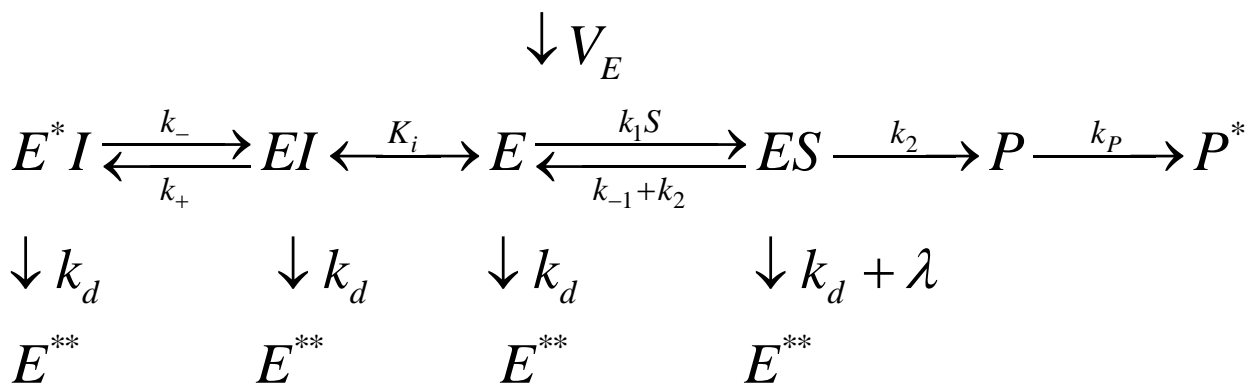 ↓ V_E
E^*I ⇄ EI ↔ E ⇄ ES → P → P^*
k_- K_i k_1S k_2 k_P
k_+ k_{-1}+k_2
↓ k_d ↓ k_d ↓ k_d ↓ k_d + λ
E^{**} E^{**} E^{**} E^{**}